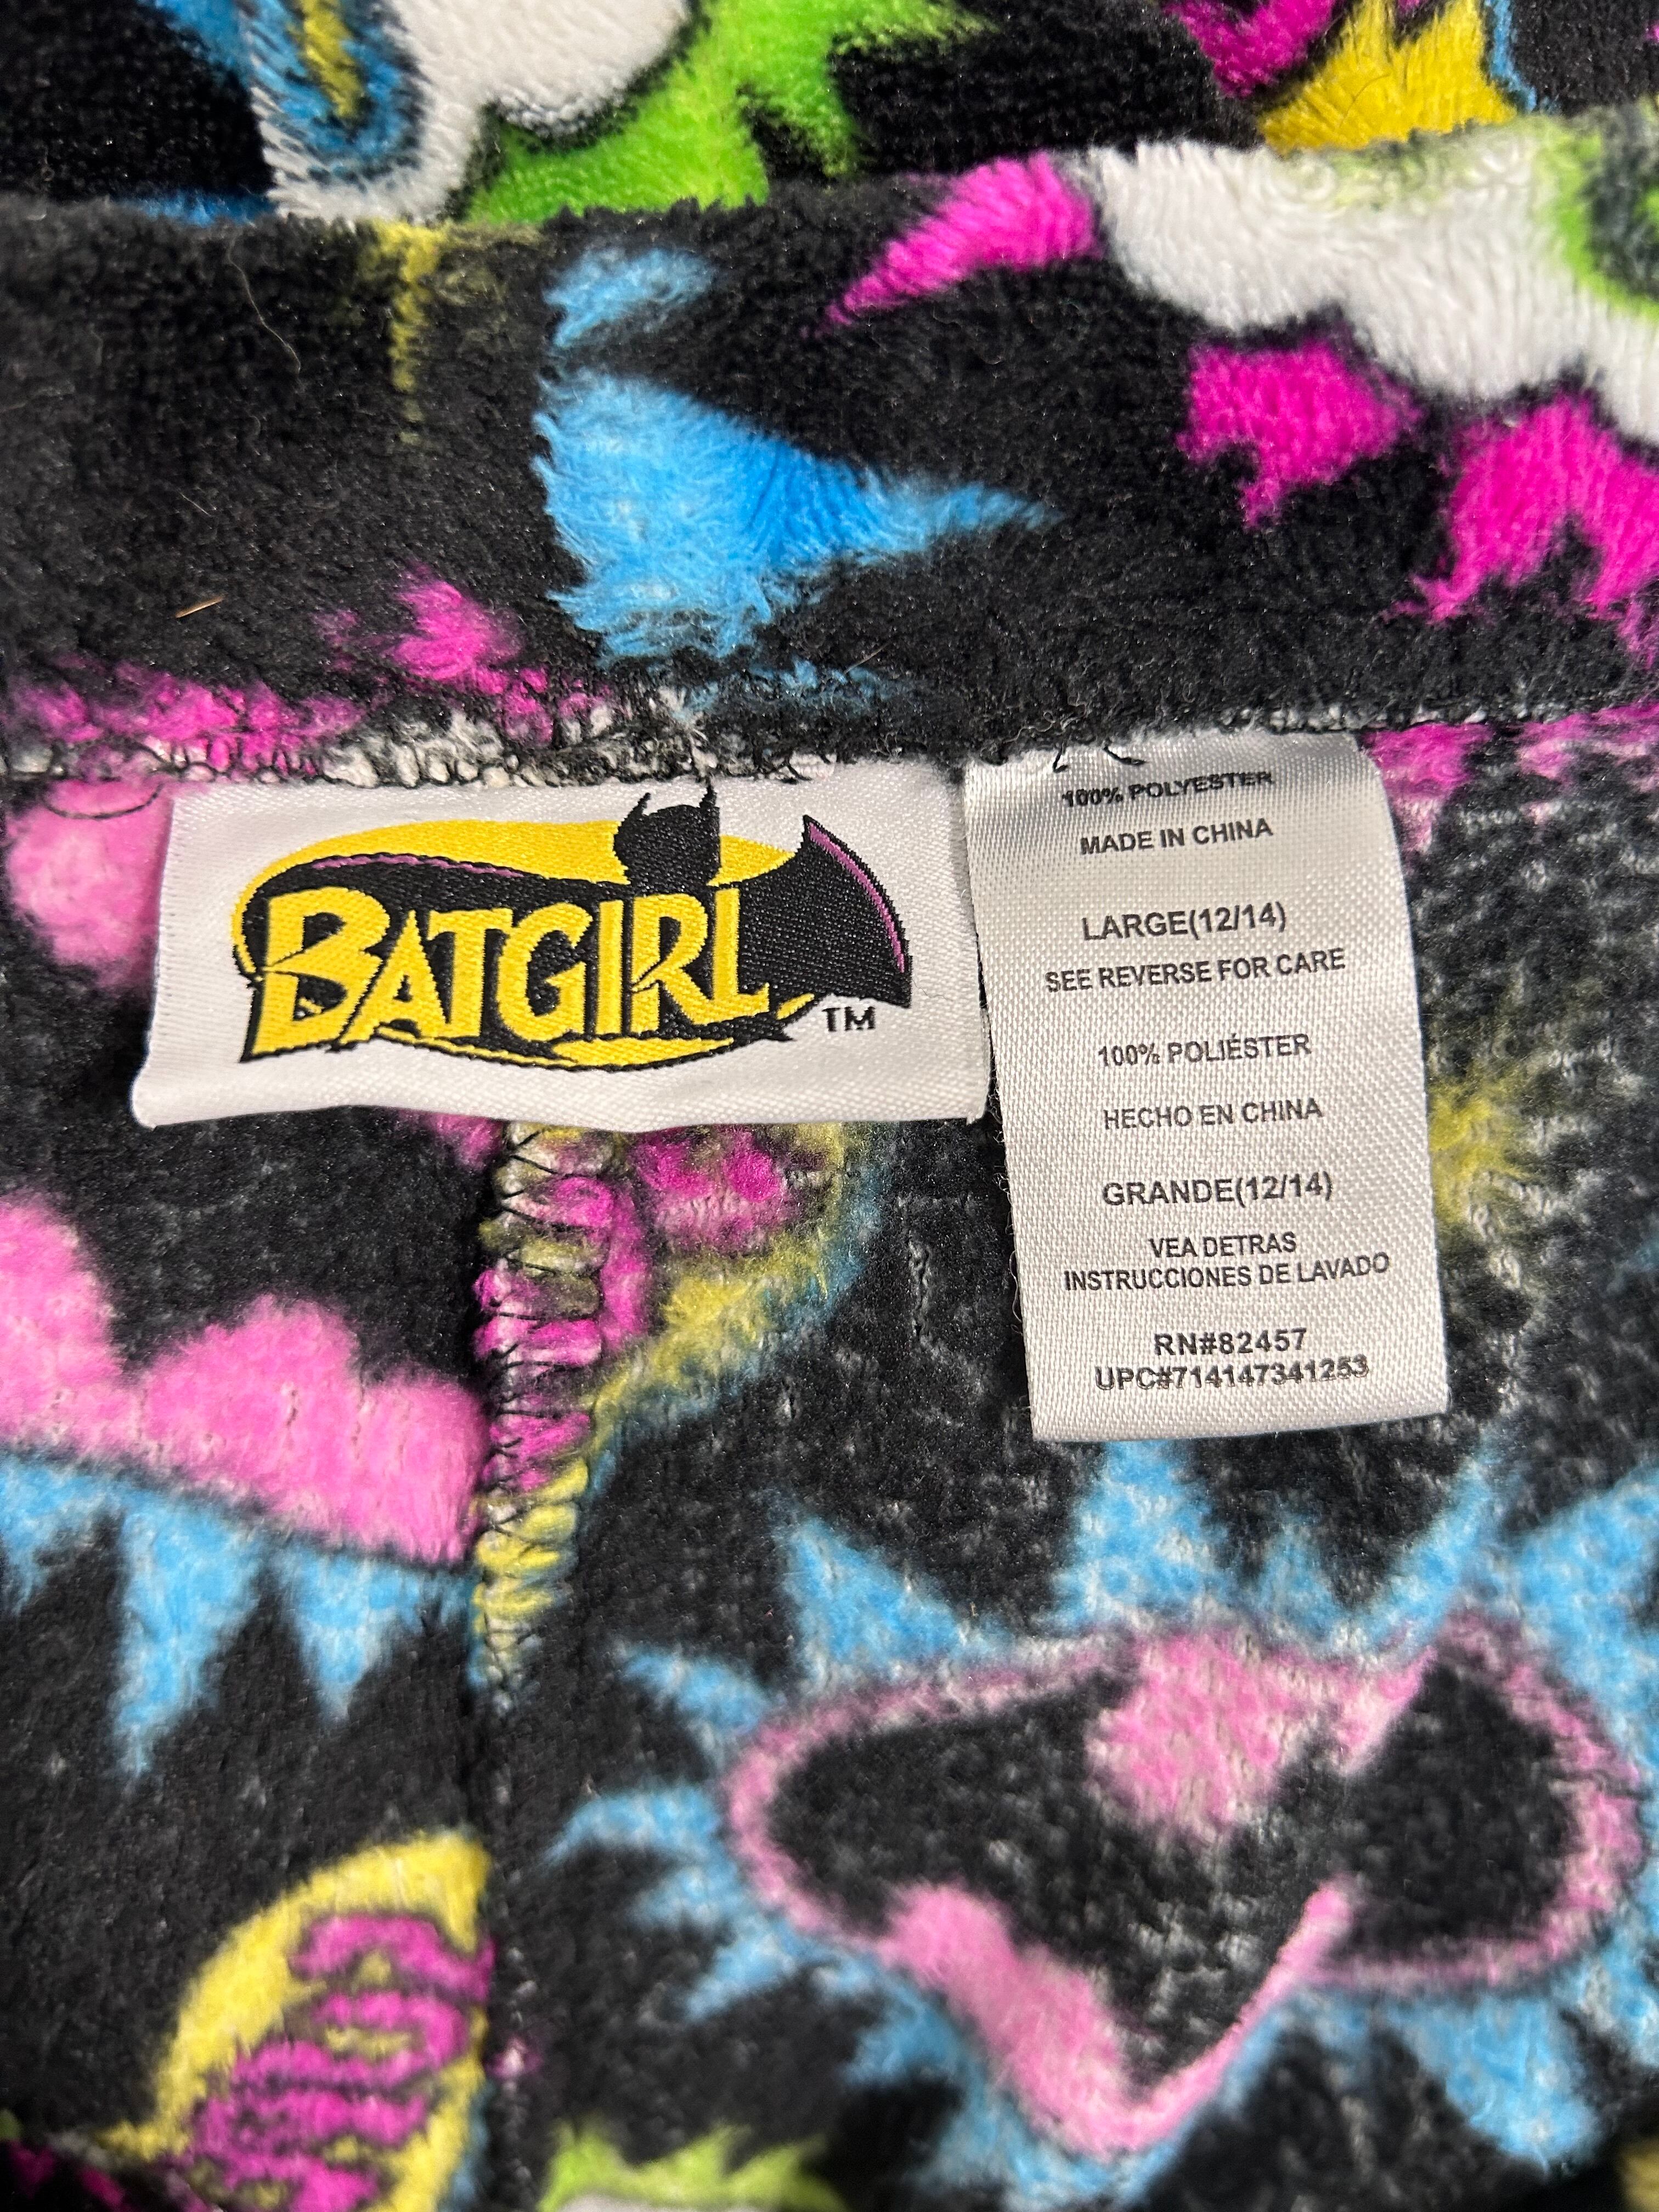 BATGIRL
TM
100% POLYESTER
MADE IN CHINA
LARGE(12/14)
SEE REVERSE FOR CARE
100% POLIÉSTER
HECHO EN CHINA
GRANDE(12/14)
VEA DETRAS
INSTRUCCIONES DE LAVADO
RN#82457
UPC#714147341253